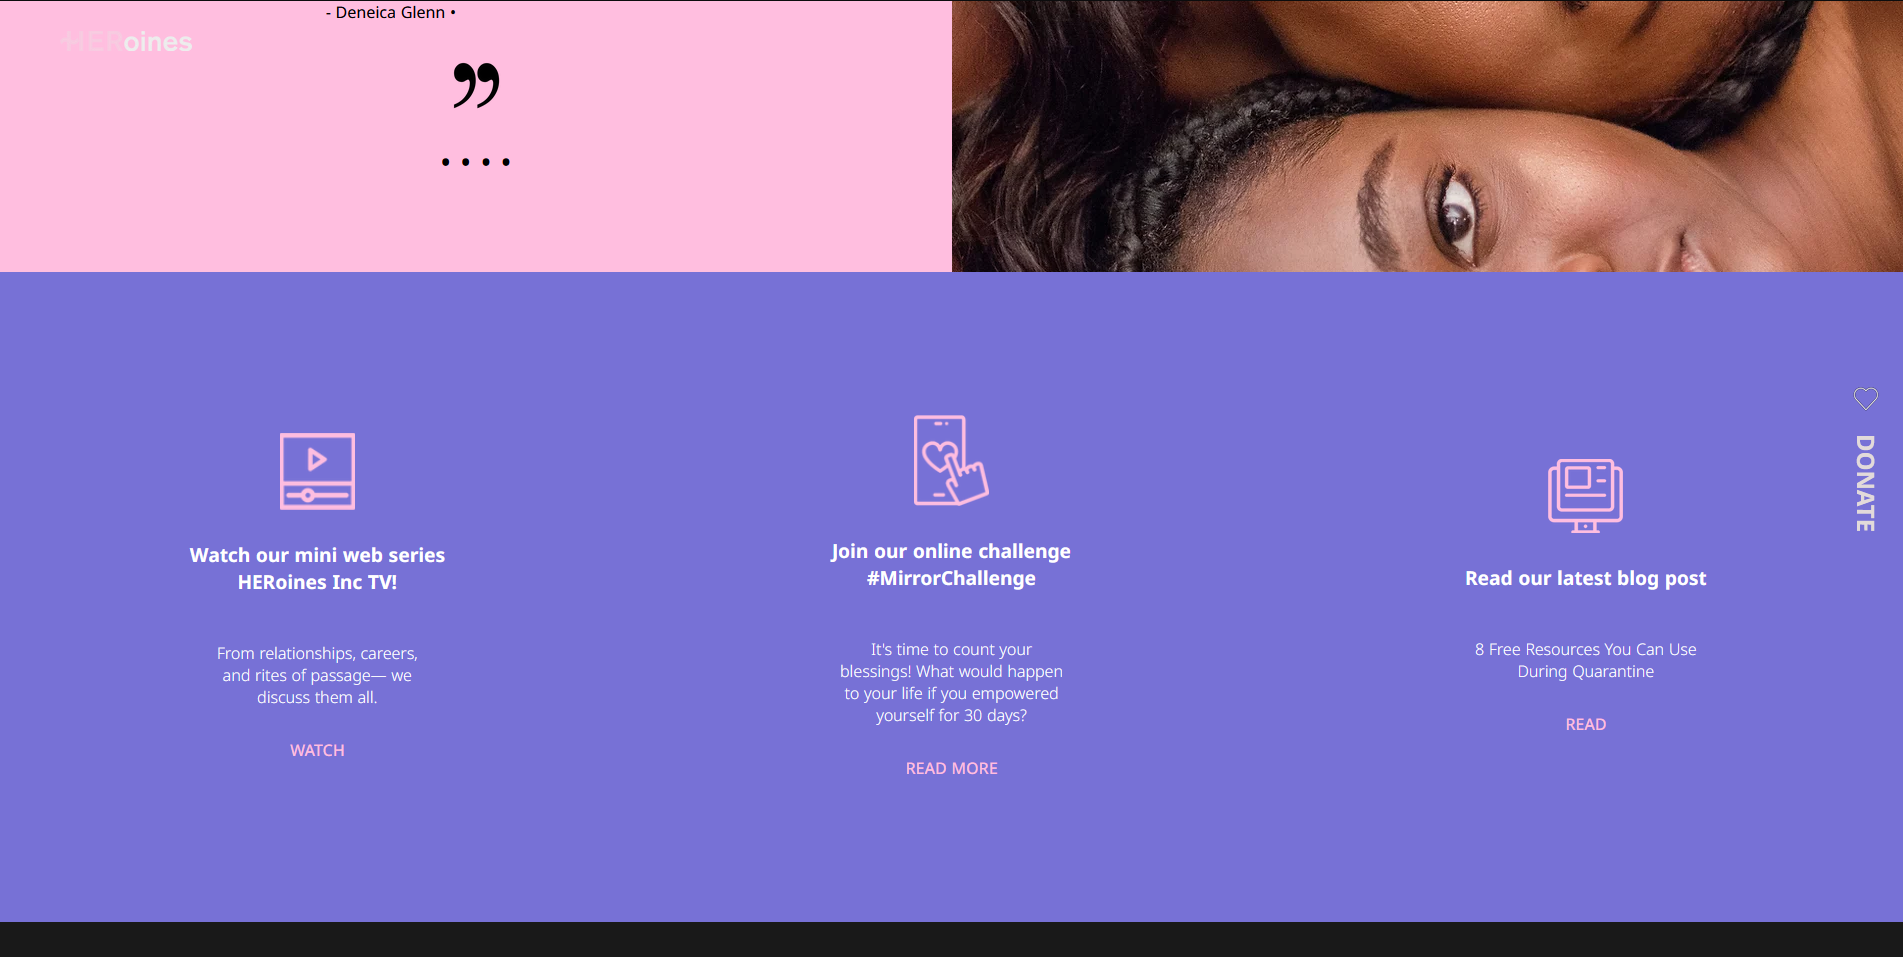 - Deneica Glenn •
HERoines
”
• • • •
DONATE
Watch our mini web series
HERoines Inc TV!
From relationships, careers,
and rites of passage— we
discuss them all.
WATCH
Join our online challenge
#MirrorChallenge
It's time to count your
blessings! What would happen
to your life if you empowered
yourself for 30 days?
READ MORE
Read our latest blog post
8 Free Resources You Can Use
During Quarantine
READ